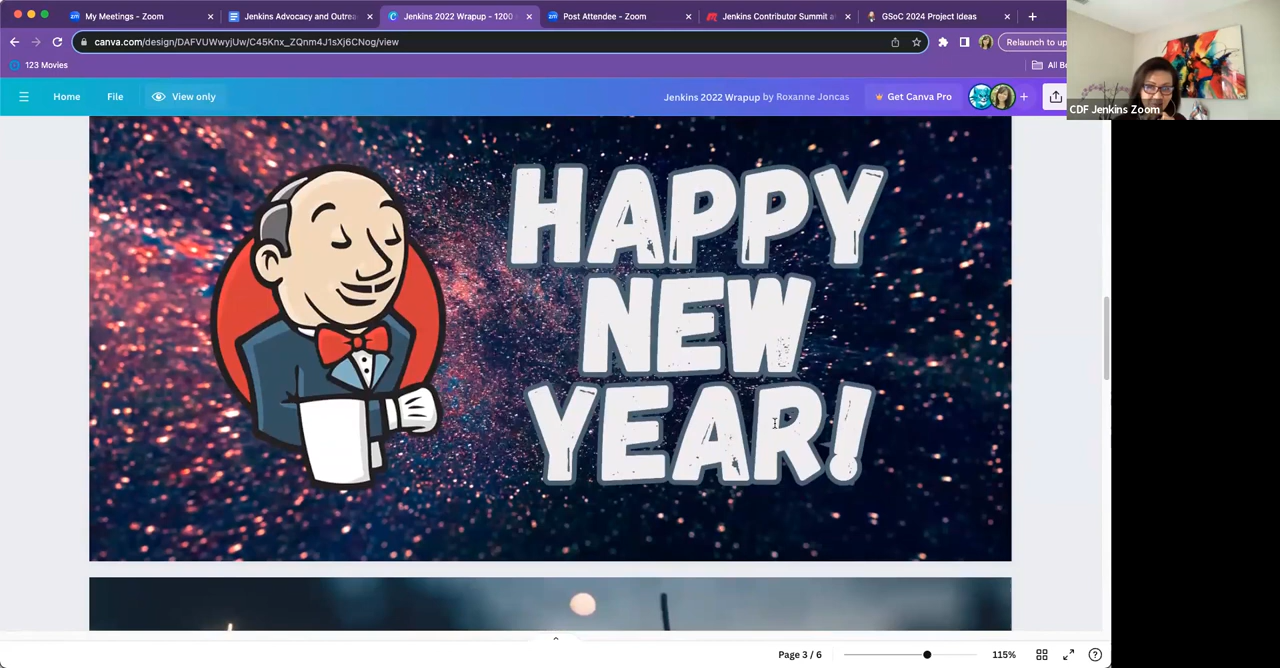 My Meetings - Zoom
Jenkins Advocacy and Outrea
Jenkins 2022 Wrapup - 1200
Post Attendee - Zoom
Jenkins Contributor Summit a
GSoC 2024 Project Ideas
canva.com/design/DAFVUWwyjUw/C45Knx_ZQnm4J1sXj6CNog/view
Relaunch to up
123 Movies
All Bo
Home
File
View only
Jenkins 2022 Wrapup by Roxanne Joncas
Get Canva Pro
CDF Jenkins Zoom
HAPPY
NEW
YEAR!
Page 3 / 6
115%